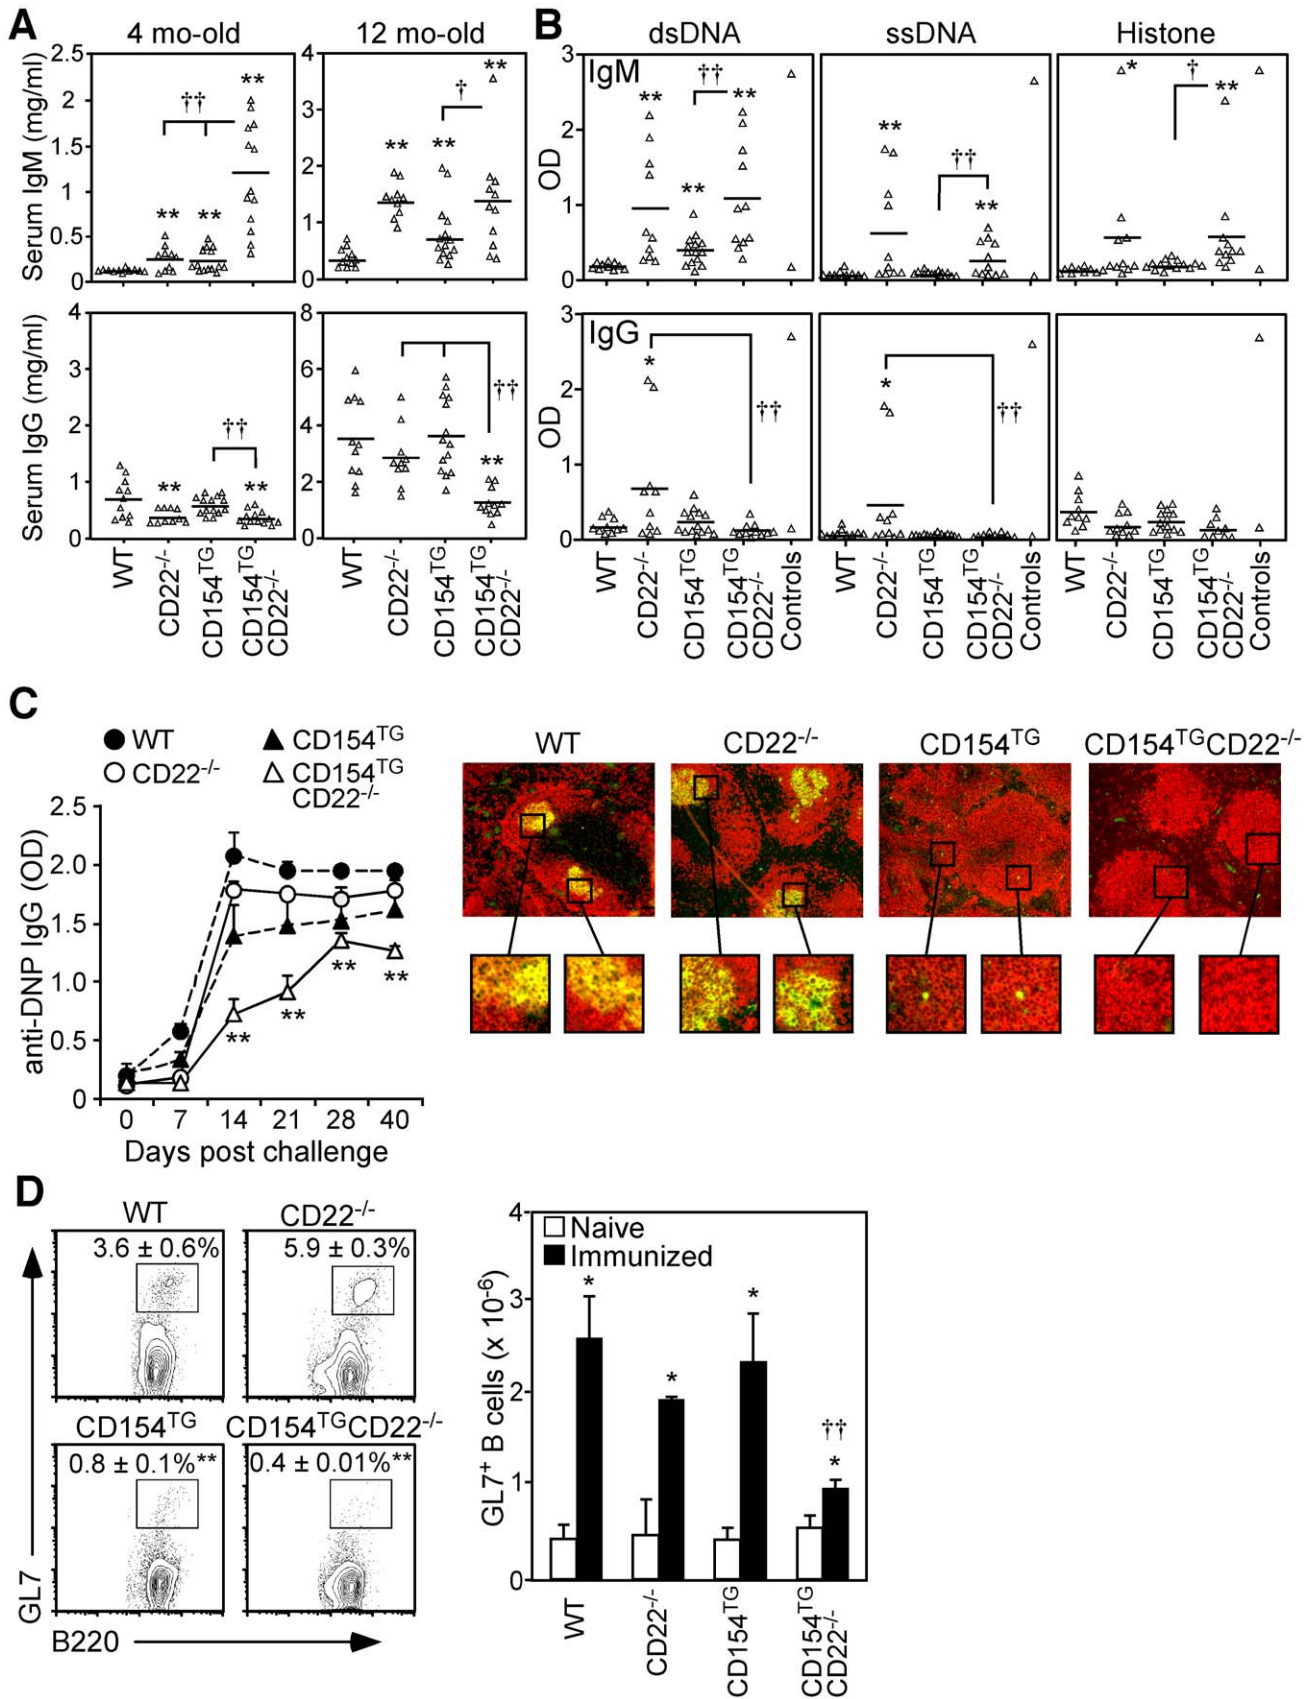 A
4 mo-old
12 mo-old
Serum IgM (mg/ml)
2.5
2
1.5
1
0.5
0
††
**
**
**
4
3
2
1
0
**
**
†
**
Serum IgG (mg/ml)
4
3
2
1
0
**
††
**
8
6
4
2
0
††
**
WT
CD22-/-
CD154TG
CD154TG
CD22-/-
WT
CD22-/-
CD154TG
CD154TG
CD22-/-
B
dsDNA
ssDNA
Histone
OD
3
2
1
0
IgM
**
**
††
**
**
††
**
*
†
**
OD
3
2
1
0
IgG
*
††
*
††
WT
CD22-/-
CD154TG
CD154TG
CD22-/-
Controls
WT
CD22-/-
CD154TG
CD154TG
CD22-/-
Controls
WT
CD22-/-
CD154TG
CD154TG
CD22-/-
Controls
C
WT
CD154TG
CD22-/-
CD154TG
CD22-/-
anti-DNP IgG (OD)
2.5
2.0
1.5
1.0
0.5
0
**
**
**
**
0 7 14 21 28 40
Days post challenge
WT
CD22-/-
CD154TG
CD154TGCD22-/-
D
WT
CD22-/-
3.6 ± 0.6%
5.9 ± 0.3%
CD154TG
CD154TGCD22-/-
0.8 ± 0.1%**
0.4 ± 0.01%**
GL7
B220
GL7+ B cells (x 10-6)
4
3
2
1
0
Naive
Immunized
*
*
*
††
*
WT
CD22-/-
CD154TG
CD154TG
CD22-/-